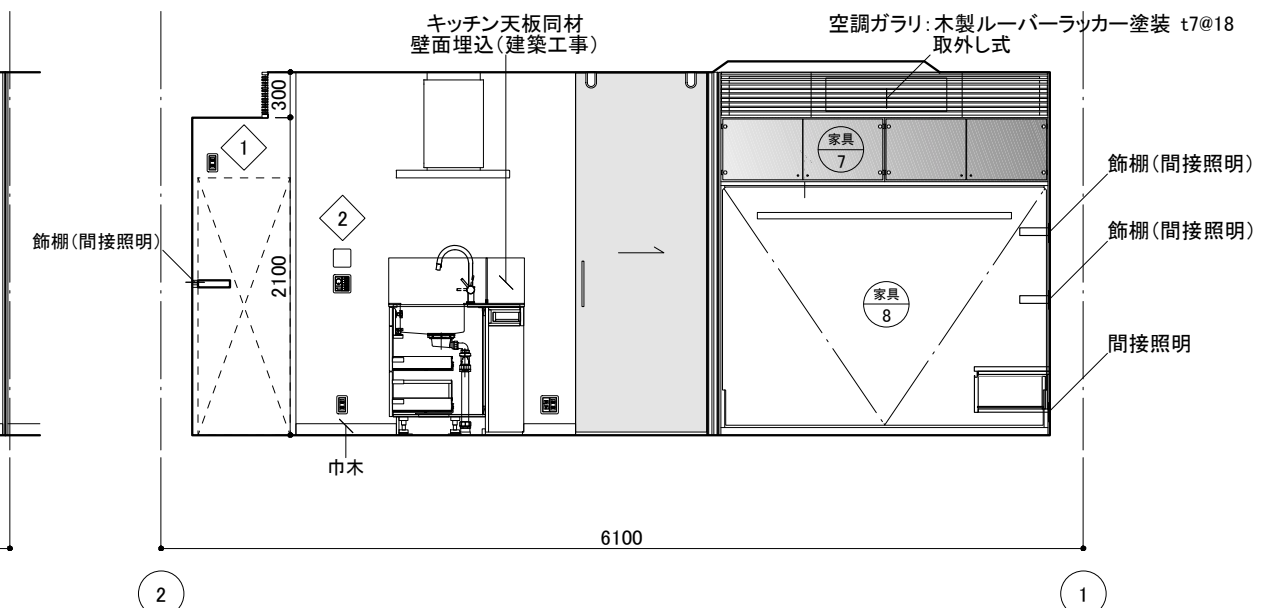 キッチン天板同材
壁面埋込(建築工事)
空調ガラリ:木製ルーバーラッカー塗装 t7@18
取外し式
300
1
家具
7
飾棚(間接照明)
2
飾棚(間接照明)
飾棚(間接照明)
2100
家具
8
間接照明
巾木
6100
2
1